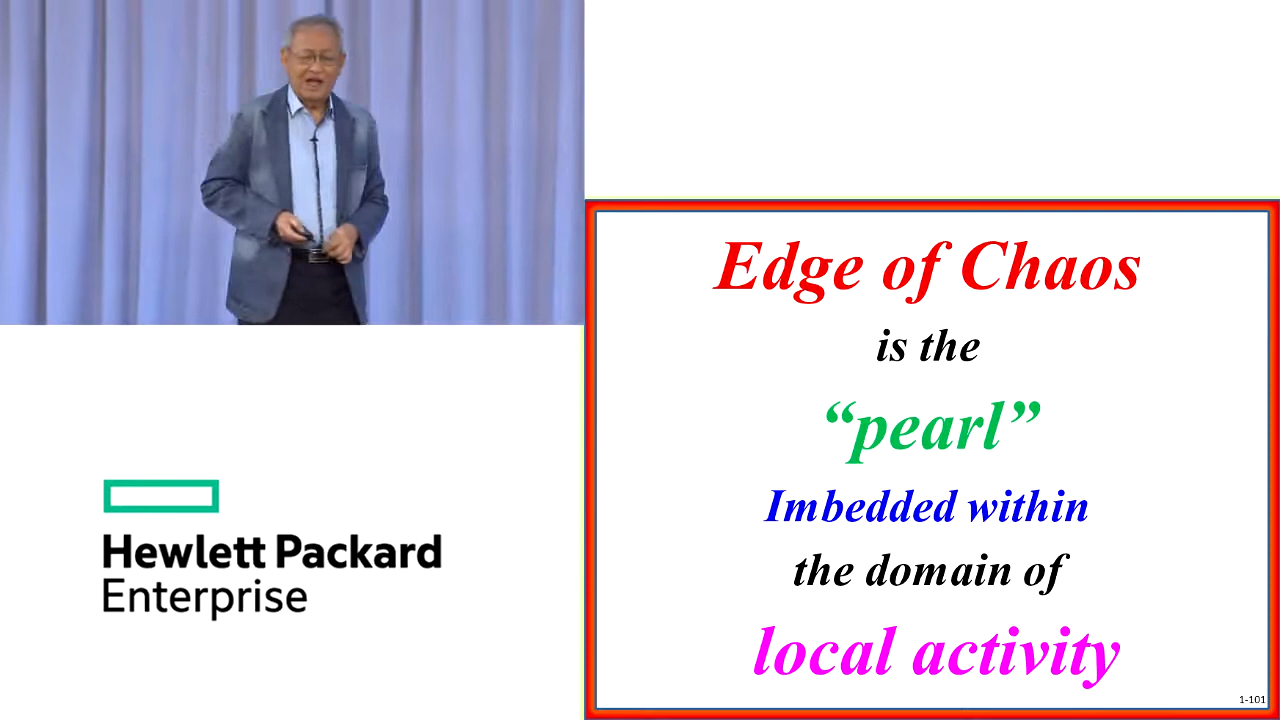 Edge of Chaos
is the
“pearl”
Imbedded within
the domain of
local activity
1-101
Hewlett Packard
Enterprise